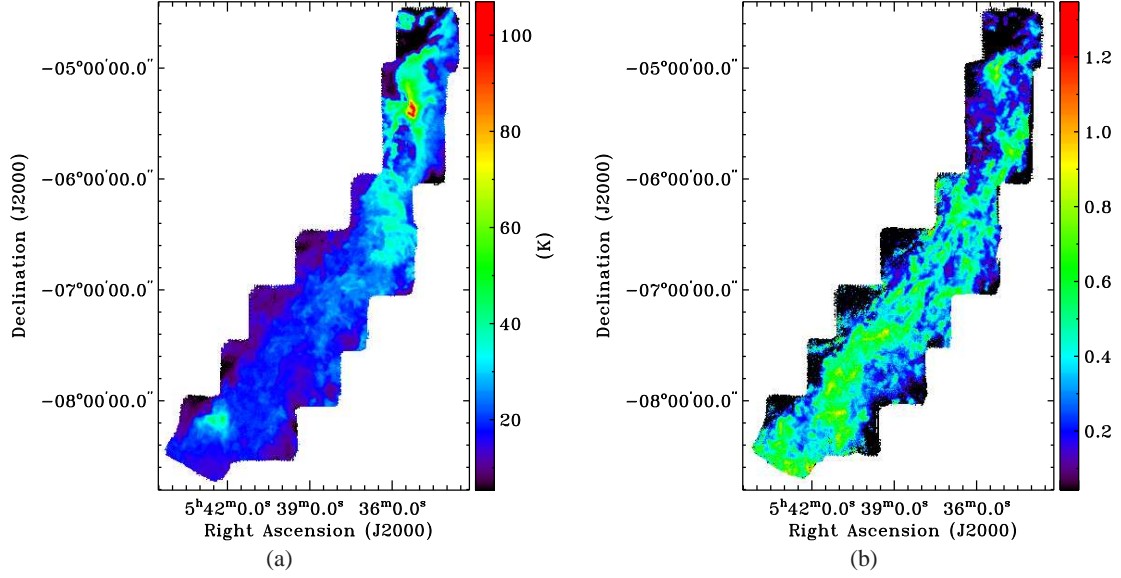 100
80
60
40
20
(K)
−05°00′00.0″
−06°00′00.0″
−07°00′00.0″
−08°00′00.0″
Declination (J2000)
5ʰ42ᵐ0.0ˢ 39ᵐ0.0ˢ 36ᵐ0.0ˢ
Right Ascension (J2000)
(a)
1.2
1.0
0.8
0.6
0.4
0.2
−05°00′00.0″
−06°00′00.0″
−07°00′00.0″
−08°00′00.0″
Declination (J2000)
5ʰ42ᵐ0.0ˢ 39ᵐ0.0ˢ 36ᵐ0.0ˢ
Right Ascension (J2000)
(b)